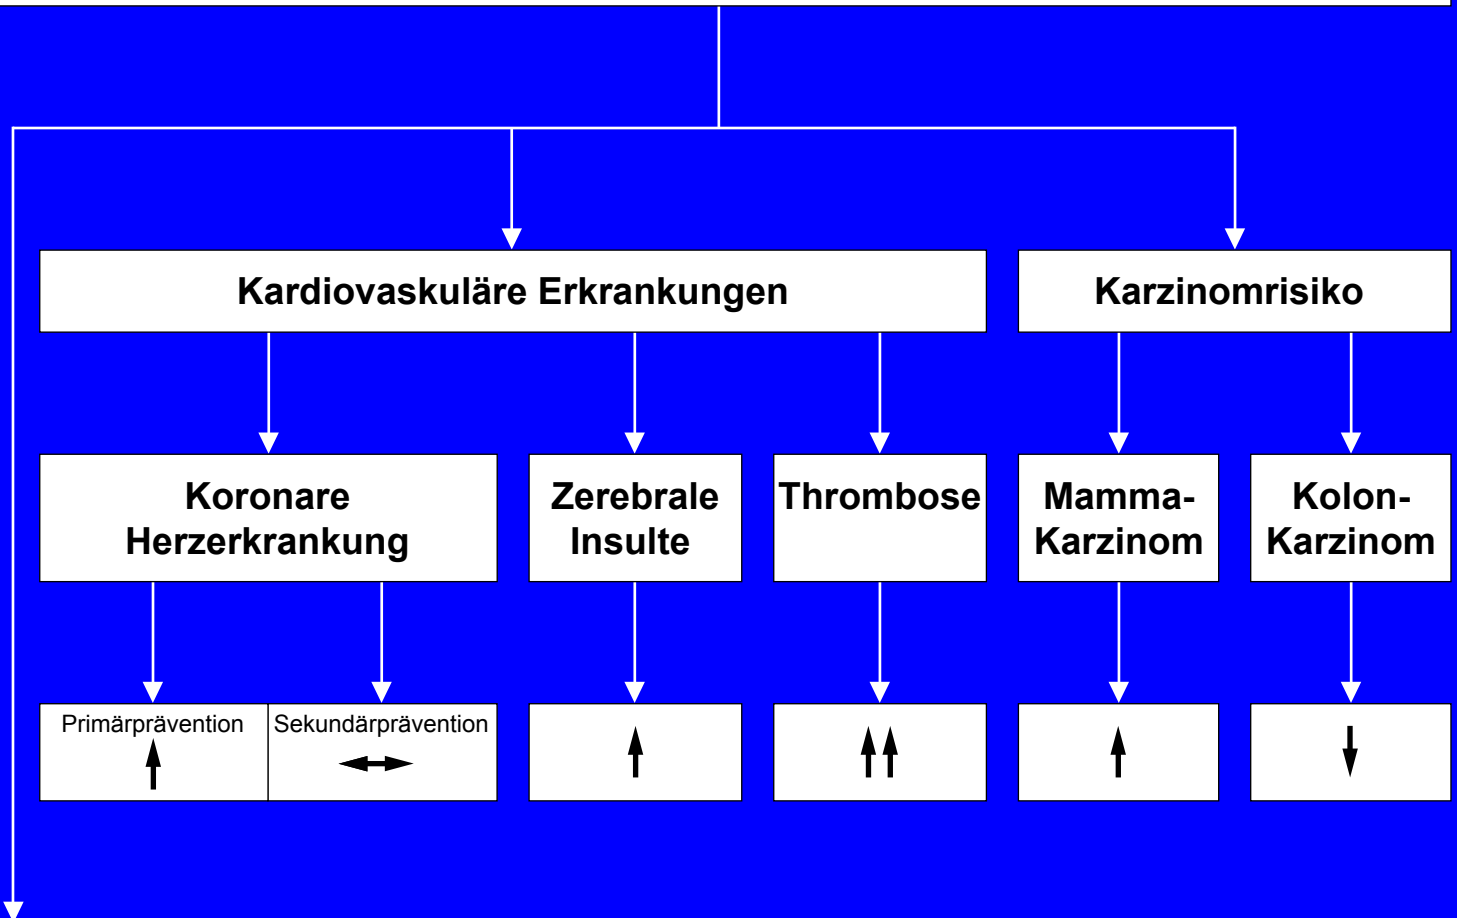 Kardiovaskuläre Erkrankungen
Karzinomrisiko
Koronare
Herzerkrankung
Zerebrale
Insulte
Thrombose
Mamma-
Karzinom
Kolon-
Karzinom
Primärprävention
Sekundärprävention